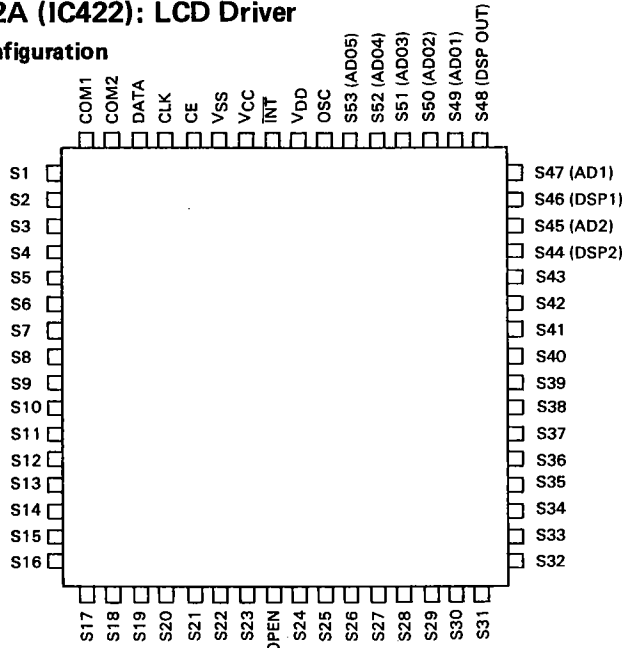 2A (IC422): LCD Driver
nfiguration
COM1
COM2
DATA
CLK
CE
VSS
VCC
INT
VDD
OSC
S53 (AD05)
S52 (AD04)
S51 (AD03)
S50 (AD02)
S49 (AD01)
S48 (DSP OUT)
S1
S2
S3
S4
S5
S6
S7
S8
S9
S10
S11
S12
S13
S14
S15
S16
S47 (AD1)
S46 (DSP1)
S45 (AD2)
S44 (DSP2)
S43
S42
S41
S40
S39
S38
S37
S36
S35
S34
S33
S32
S17
S18
S19
S20
S21
S22
S23
OPEN
S24
S25
S26
S27
S28
S29
S30
S31